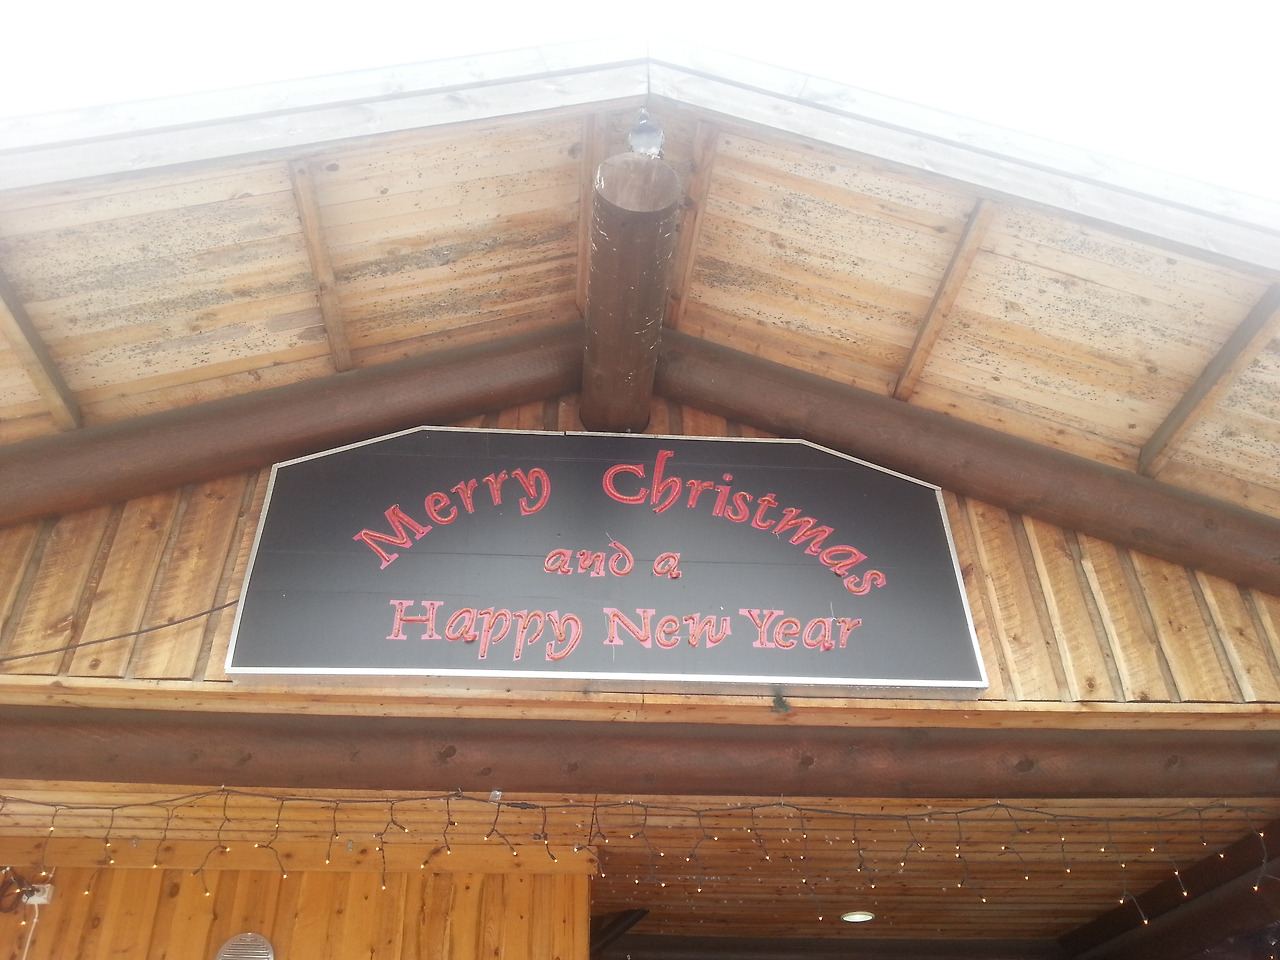 Merry Christmas
and a
Happy New Year